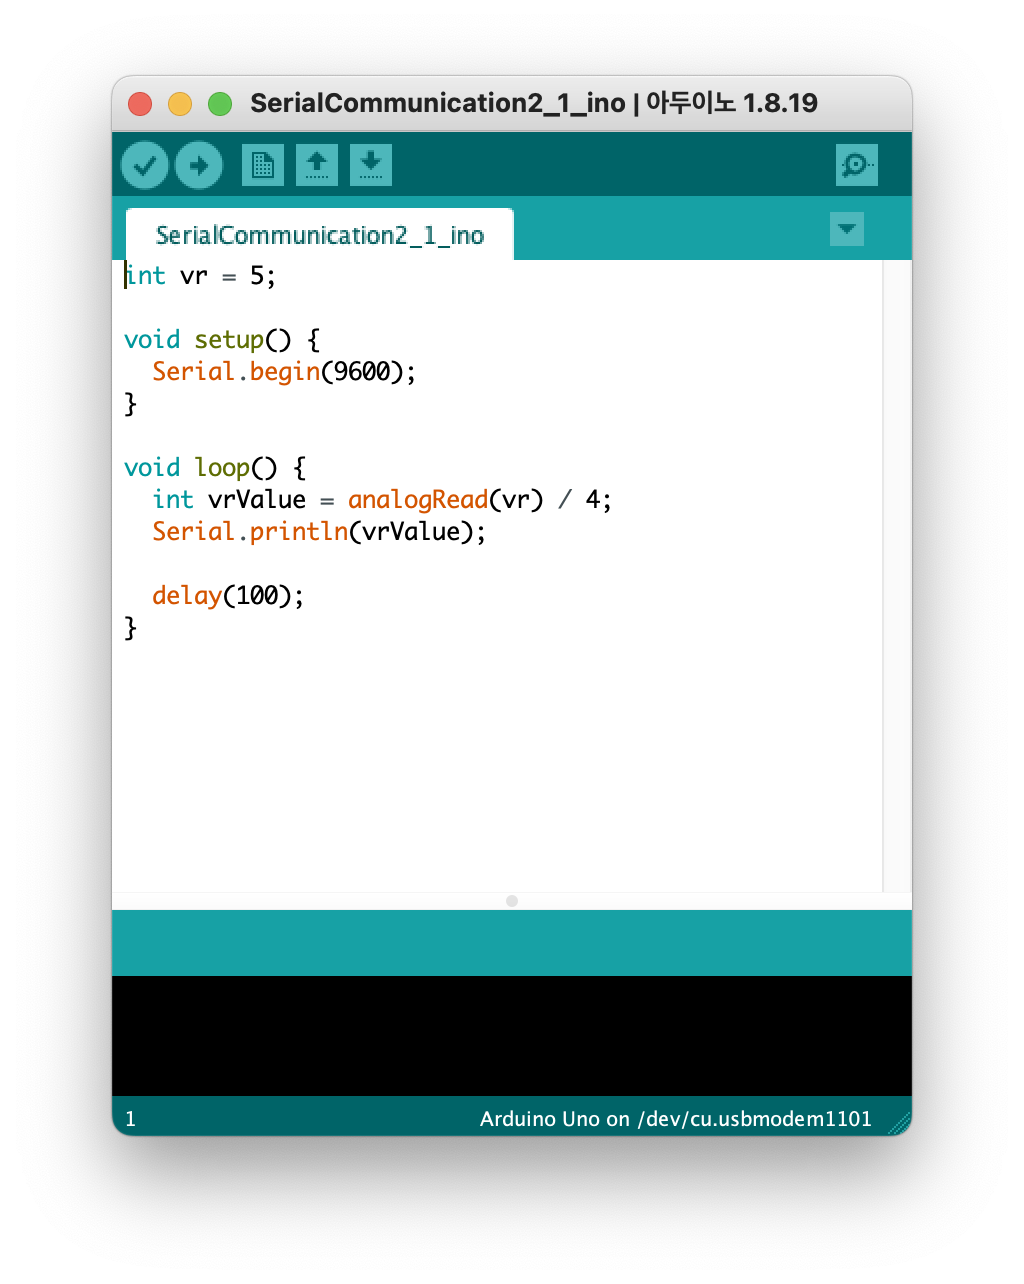 SerialCommunication2_1_ino | 아두이노 1.8.19
SerialCommunication2_1_ino
int vr = 5;
void setup() {
  Serial.begin(9600);
}
void loop() {
  int vrValue = analogRead(vr) / 4;
  Serial.println(vrValue);
  delay(100);
}
1
Arduino Uno on /dev/cu.usbmodem1101